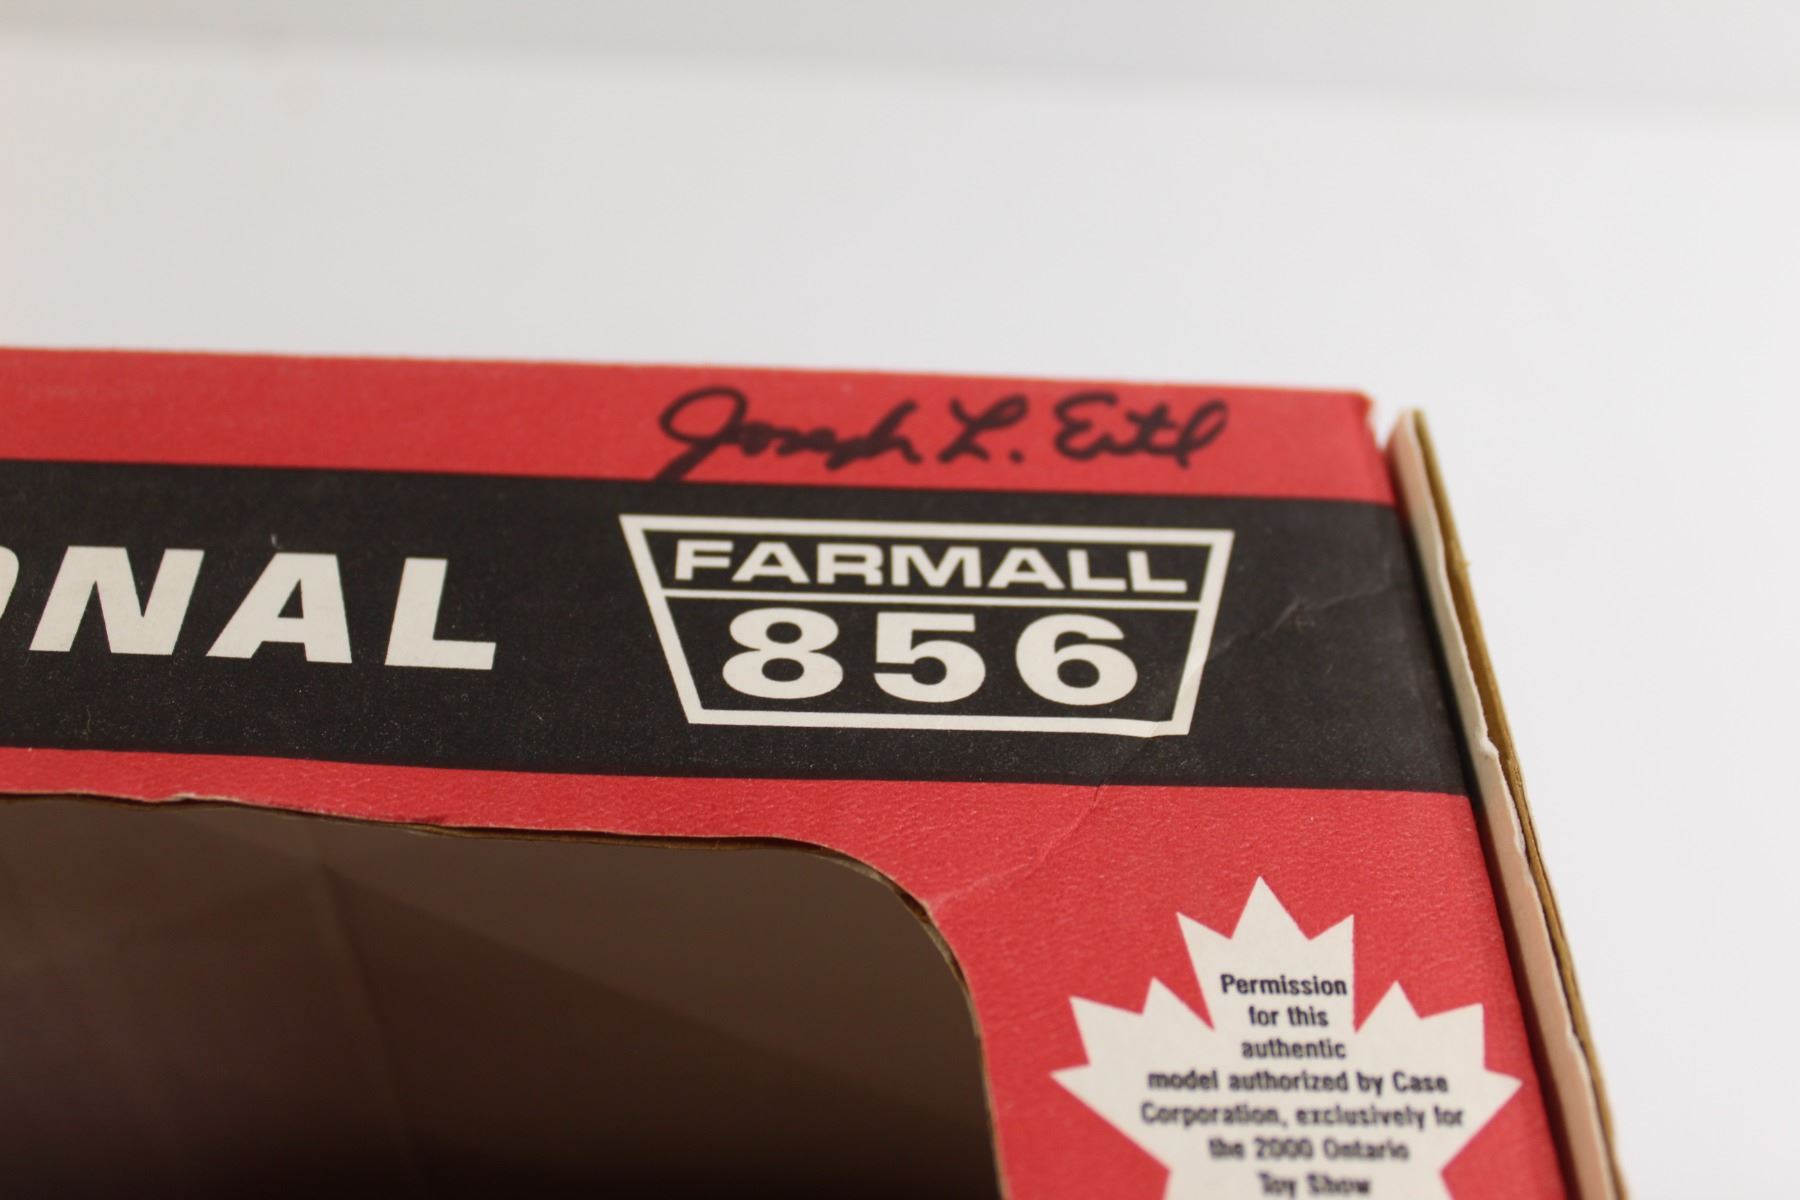 Joseph L. Ertl
ONAL
FARMALL
856
Permission
for this
authentic
model authorized by Case
Corporation, exclusively for
the 2000 Ontario
Toy Show